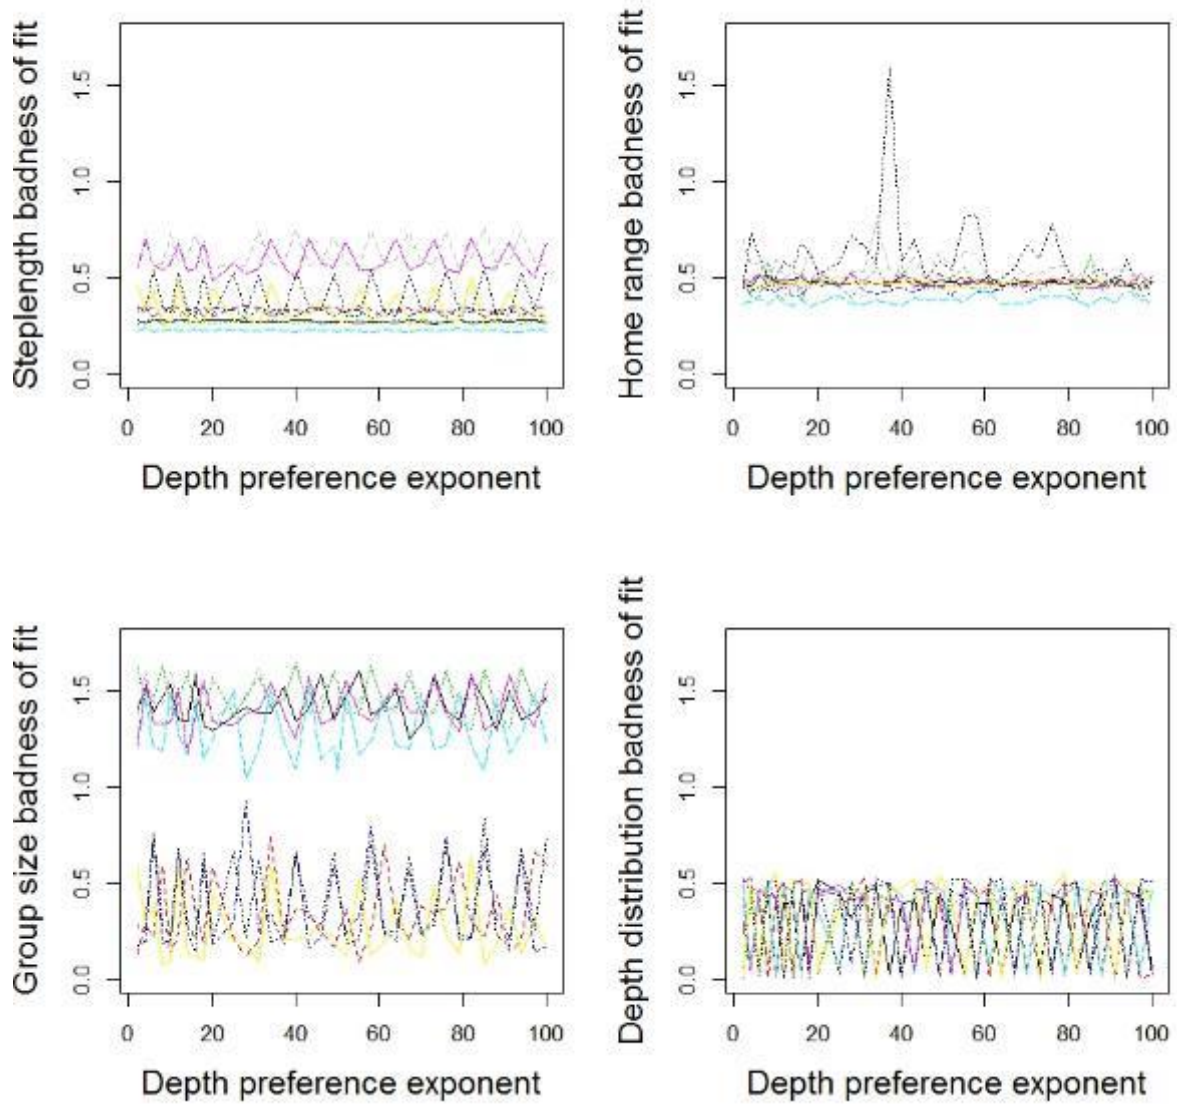 Steplength badness of fit
1.5
1.0
0.5
0.0
0 20 40 60 80 100
Depth preference exponent
Home range badness of fit
1.5
1.0
0.5
0.0
0 20 40 60 80 100
Depth preference exponent
Group size badness of fit
1.5
1.0
0.5
0.0
0 20 40 60 80 100
Depth preference exponent
Depth distribution badness of fit
1.5
1.0
0.5
0.0
0 20 40 60 80 100
Depth preference exponent